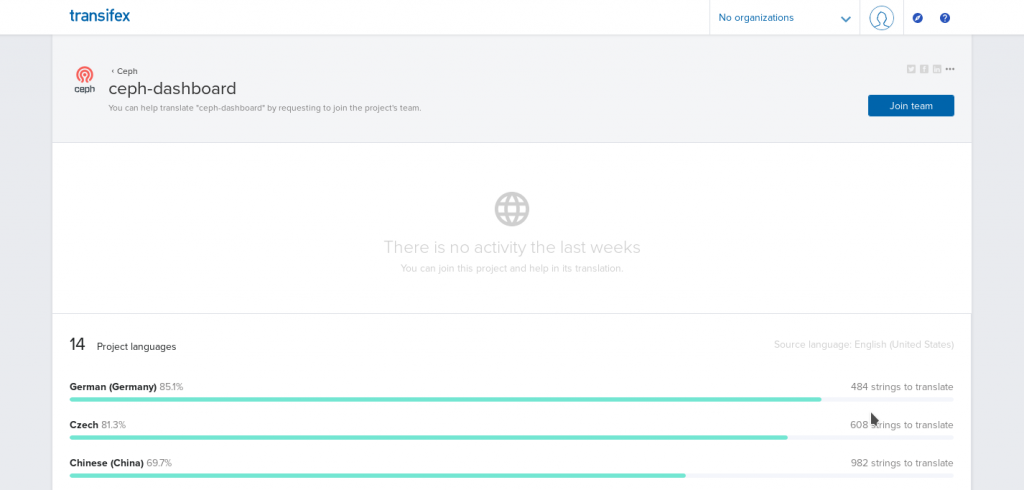 transifex
No organizations
‹ Ceph
ceph
ceph-dashboard
You can help translate "ceph-dashboard" by requesting to join the project's team.
Join team
There is no activity the last weeks
You can join this project and help in its translation.
14 Project languages
Source language: English (United States)
German (Germany) 85.1%
484 strings to translate
Czech 81.3%
608 strings to translate
Chinese (China) 69.7%
982 strings to translate